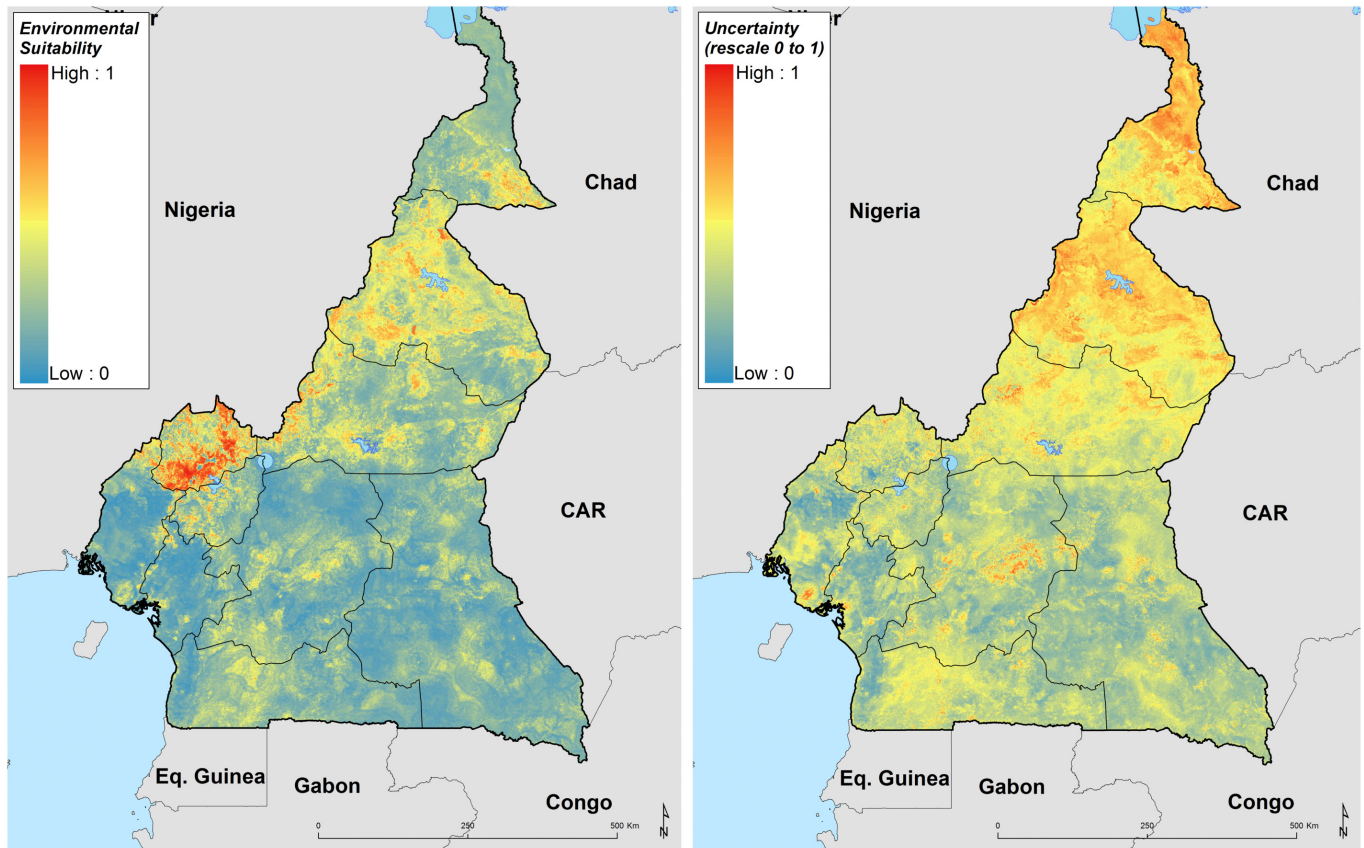 Environmental
Suitability
High : 1
Low : 0
Nigeria
Chad
CAR
Eq. Guinea
Gabon
Congo
0
250
500 Km
N
Uncertainty
(rescale 0 to 1)
High : 1
Low : 0
Nigeria
Chad
CAR
Eq. Guinea
Gabon
Congo
0
250
500 Km
N